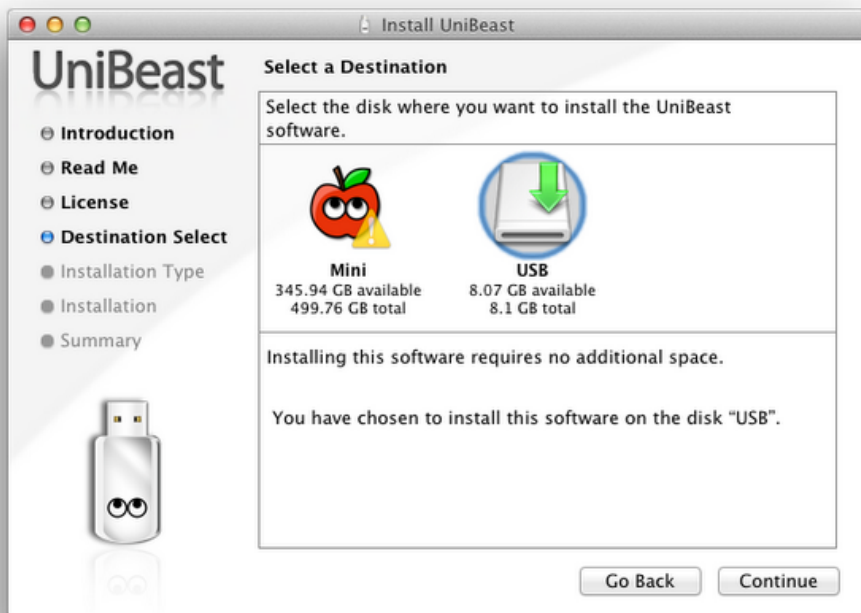 Install UniBeast
UniBeast
Introduction
Read Me
License
Destination Select
Installation Type
Installation
Summary
Select a Destination
Select the disk where you want to install the UniBeast
software.
Mini
345.94 GB available
499.76 GB total
USB
8.07 GB available
8.1 GB total
Installing this software requires no additional space.
You have chosen to install this software on the disk “USB”.
Go Back
Continue